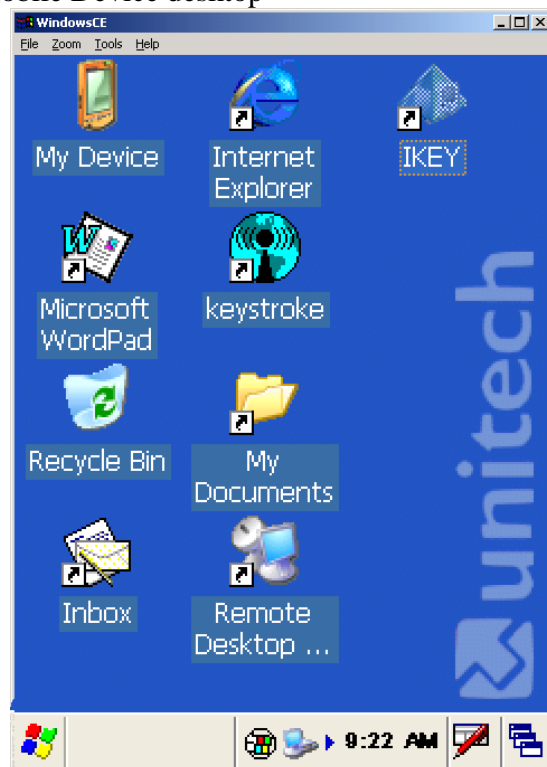 WindowsCE
File Zoom Tools Help
My Device
Internet
Explorer
IKEY
Microsoft
WordPad
keystroke
Recycle Bin
My
Documents
Inbox
Remote
Desktop ...
unitech
9:22 AM